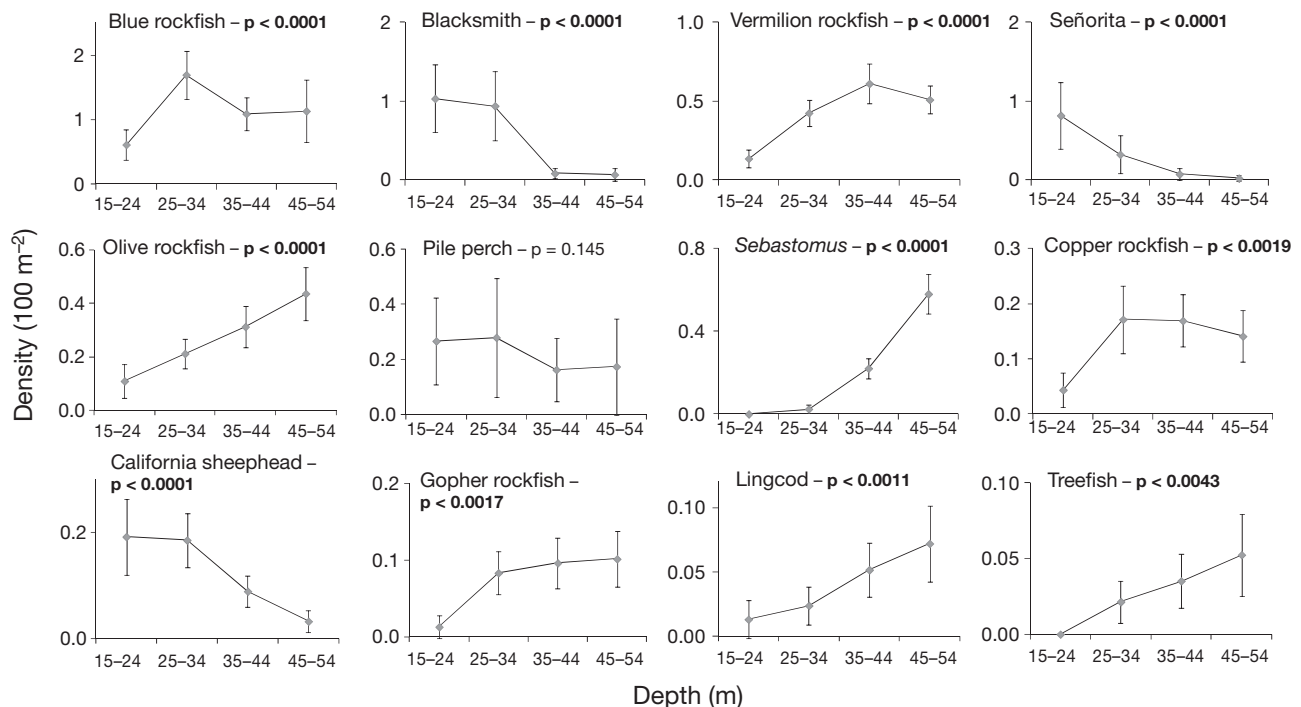 Blue rockfish – p < 0.0001
2
1
0
15–24 25–34 35–44 45–54
Blacksmith – p < 0.0001
2
1
0
15–24 25–34 35–44 45–54
Vermilion rockfish – p < 0.0001
1.0
0.5
0.0
15–24 25–34 35–44 45–54
Señorita – p < 0.0001
2
1
0
15–24 25–34 35–44 45–54
Density (100 m⁻²)
Olive rockfish – p < 0.0001
0.6
0.4
0.2
0.0
15–24 25–34 35–44 45–54
Pile perch – p = 0.145
0.6
0.4
0.2
0.0
15–24 25–34 35–44 45–54
Sebastomus – p < 0.0001
0.8
0.4
0.0
15–24 25–34 35–44 45–54
Copper rockfish – p < 0.0019
0.3
0.2
0.1
0.0
15–24 25–34 35–44 45–54
California sheephead –
p < 0.0001
0.2
0.0
15–24 25–34 35–44 45–54
Gopher rockfish –
p < 0.0017
0.2
0.1
0.0
15–24 25–34 35–44 45–54
Lingcod – p < 0.0011
0.10
0.05
0.00
15–24 25–34 35–44 45–54
Treefish – p < 0.0043
0.10
0.05
0.00
15–24 25–34 35–44 45–54
Depth (m)